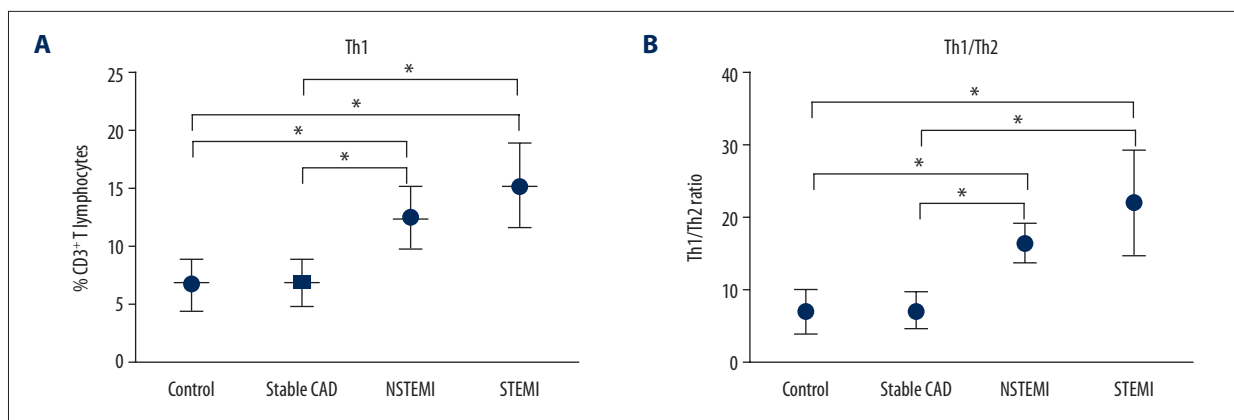 A
Th1
% CD3+ T lymphocytes
25
20
15
10
5
0
*
*
*
*
Control
Stable CAD
NSTEMI
STEMI
B
Th1/Th2
Th1/Th2 ratio
40
30
20
10
0
*
*
*
*
Control
Stable CAD
NSTEMI
STEMI